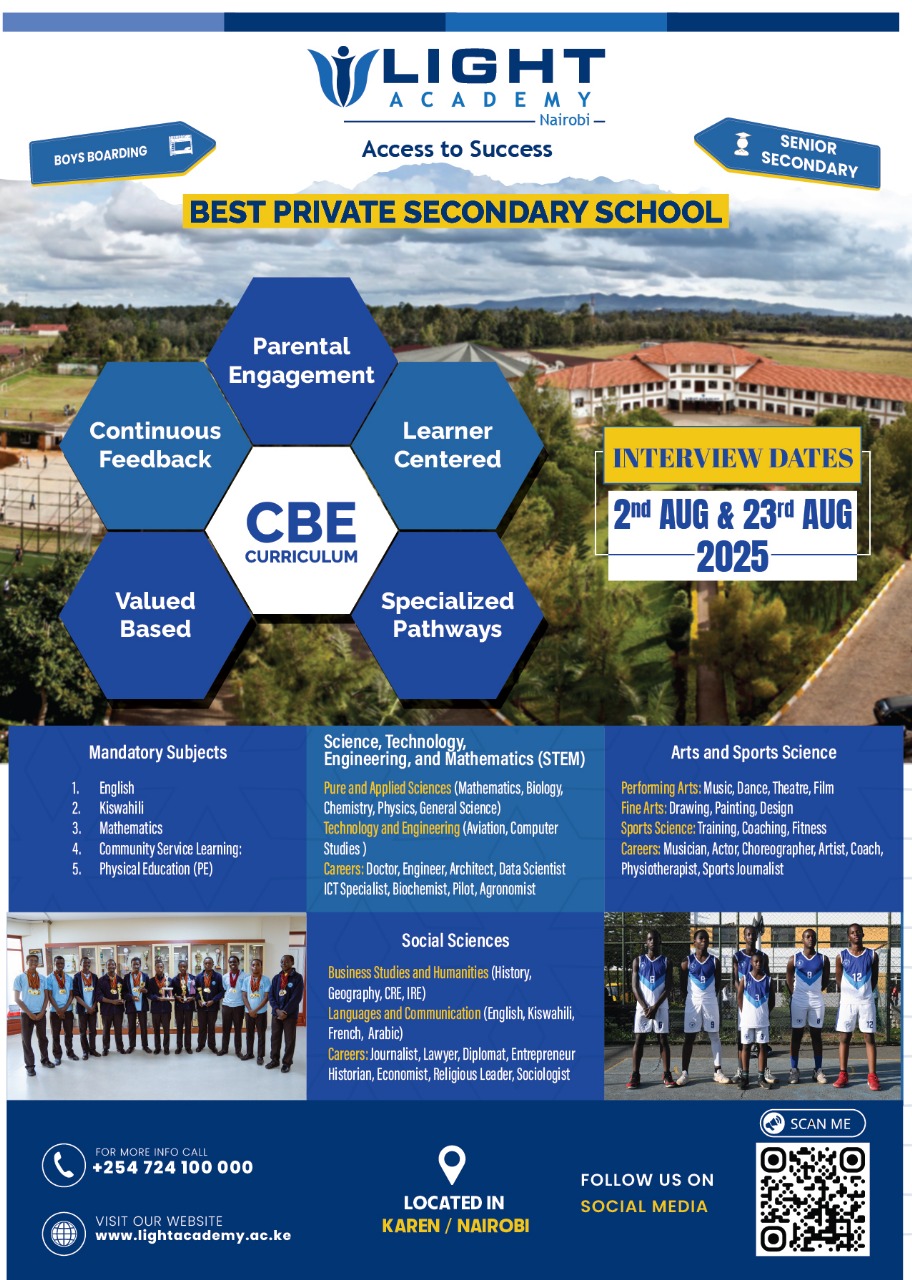 LIGHT
ACADEMY
Nairobi
Access to Success
BOYS BOARDING
SENIOR
SECONDARY
BEST PRIVATE SECONDARY SCHOOL
Parental
Engagement
Continuous
Feedback
Learner
Centered
CBE
CURRICULUM
Valued
Based
Specialized
Pathways
INTERVIEW DATES
2nd AUG & 23rd AUG
2025
Mandatory Subjects
1. English
2. Kiswahili
3. Mathematics
4. Community Service Learning:
5. Physical Education (PE)
Science, Technology,
Engineering, and Mathematics (STEM)
Pure and Applied Sciences (Mathematics, Biology,
Chemistry, Physics, General Science)
Technology and Engineering (Aviation, Computer
Studies )
Careers: Doctor, Engineer, Architect, Data Scientist
ICT Specialist, Biochemist, Pilot, Agronomist
Arts and Sports Science
Performing Arts: Music, Dance, Theatre, Film
Fine Arts: Drawing, Painting, Design
Sports Science: Training, Coaching, Fitness
Careers: Musician, Actor, Choreographer, Artist, Coach,
Physiotherapist, Sports Journalist
Social Sciences
Business Studies and Humanities (History,
Geography, CRE, IRE)
Languages and Communication (English, Kiswahili,
French, Arabic)
Careers: Journalist, Lawyer, Diplomat, Entrepreneur
Historian, Economist, Religious Leader, Sociologist
FOR MORE INFO CALL
+254 724 100 000
VISIT OUR WEBSITE
www.lightacademy.ac.ke
LOCATED IN
KAREN / NAIROBI
FOLLOW US ON
SOCIAL MEDIA
SCAN ME